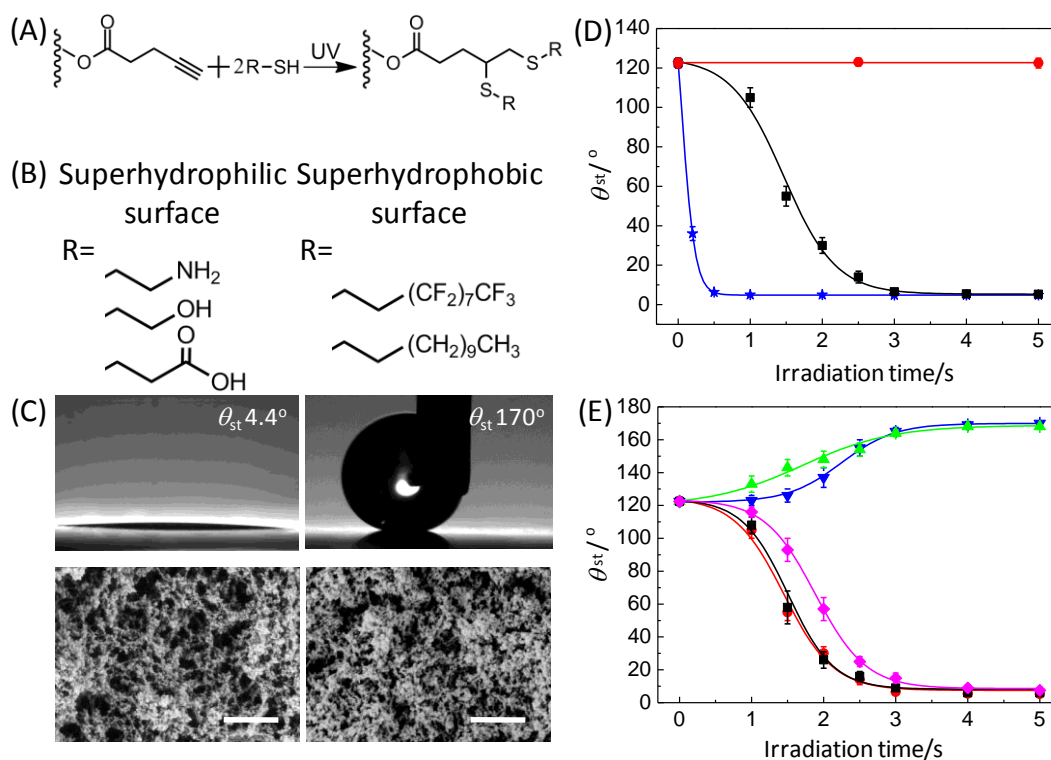 (A)
O
O
+ 2R-SH
UV
O
O
S
R
S
R
(B) Superhydrophilic Superhydrophobic
surface surface
R= R=
NH2
(CF2)7CF3
OH
(CH2)9CH3
O
OH
(C)
θst 4.4° θst 170°
(D)
140
120
100
80
60
40
20
0
θst/°
0 1 2 3 4 5
Irradiation time/s
(E)
180
160
140
120
100
80
60
40
20
0
θst/°
0 1 2 3 4 5
Irradiation time/s